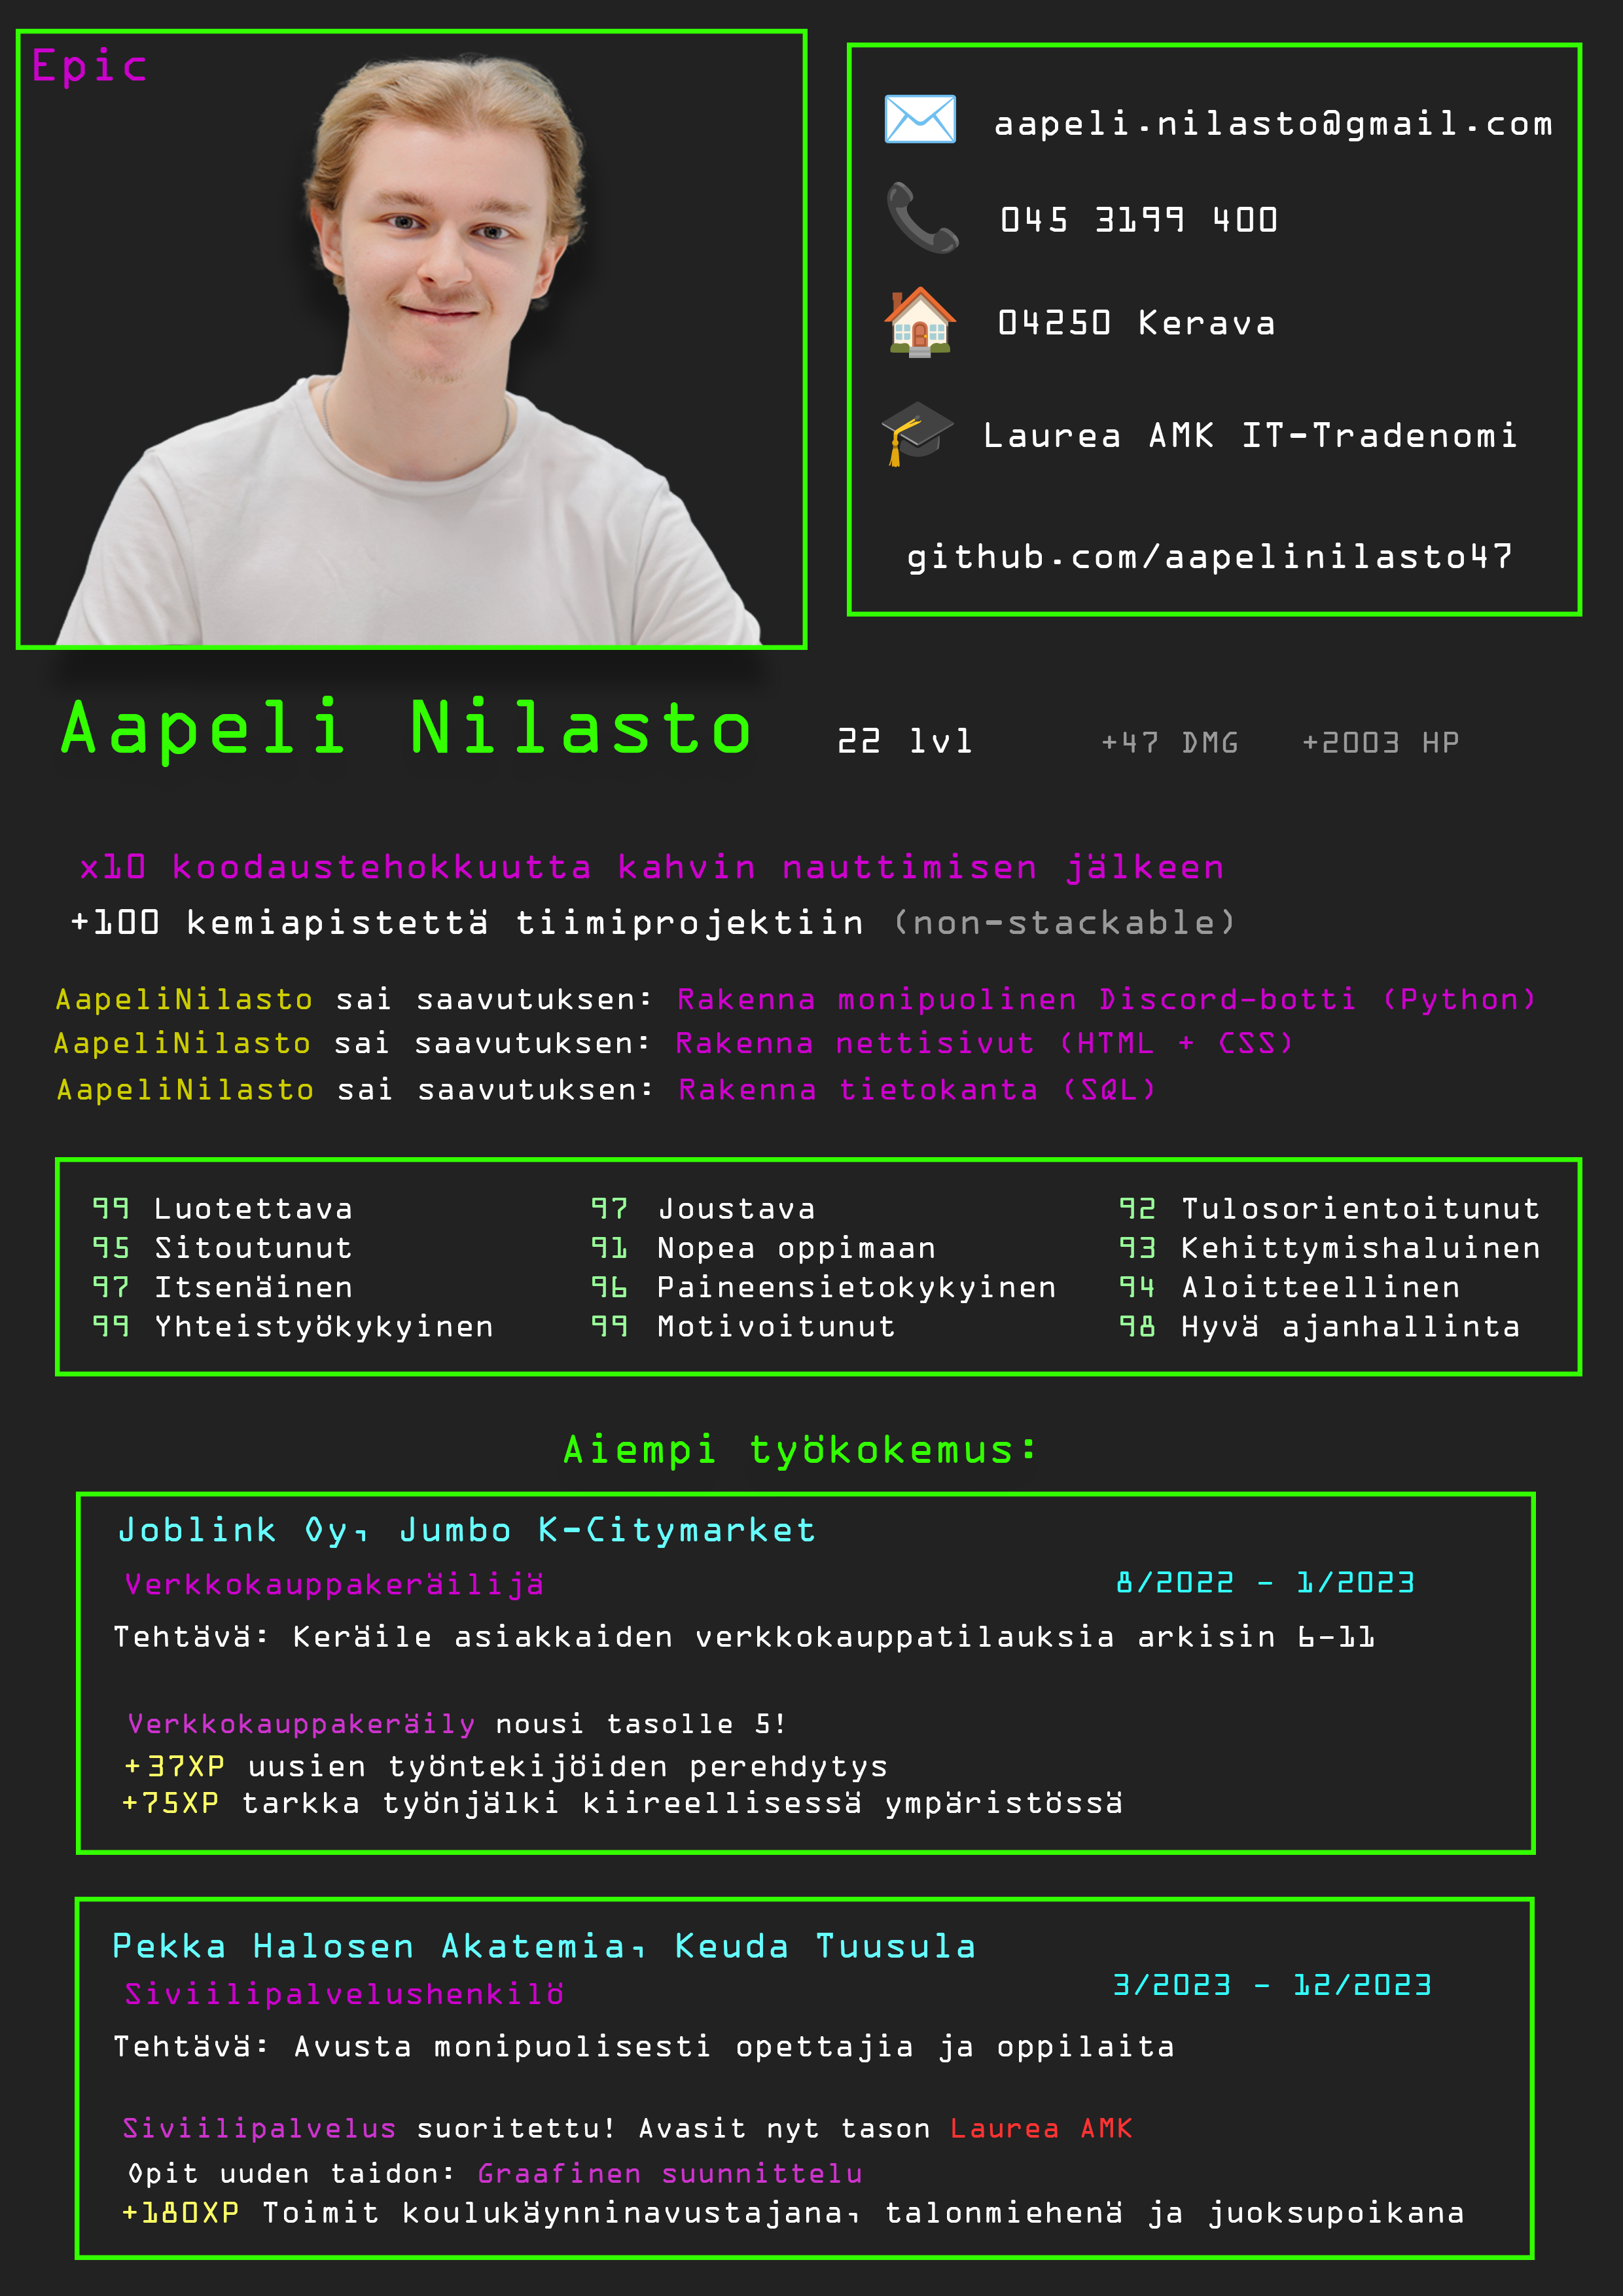 Epic
aapeli.nilasto@gmail.com
045 3199 400
04250 Kerava
Laurea AMK IT-Tradenomi
github.com/aapelinilasto47
Aapeli Nilasto 22 lvl +47 DMG +2003 HP
x10 koodaustehokkuutta kahvin nauttimisen jälkeen
+100 kemiapistettä tiimiprojektiin (non-stackable)
AapeliNilasto sai saavutuksen: Rakenna monipuolinen Discord-botti (Python)
AapeliNilasto sai saavutuksen: Rakenna nettisivut (HTML + CSS)
AapeliNilasto sai saavutuksen: Rakenna tietokanta (SQL)
99 Luotettava 97 Joustava 92 Tulosorientoitunut
95 Sitoutunut 91 Nopea oppimaan 93 Kehittymishaluinen
97 Itsenäinen 96 Paineensietokykyinen 94 Aloitteellinen
99 Yhteistyökykyinen 99 Motivoitunut 98 Hyvä ajanhallinta
Aiempi työkokemus:
Joblink Oy, Jumbo K-Citymarket
Verkkokauppakeräilijä 8/2022 - 1/2023
Tehtävä: Keräile asiakkaiden verkkokauppatilauksia arkisin 6-11
Verkkokauppakeräily nousi tasolle 5!
+37XP uusien työntekijöiden perehdytys
+75XP tarkka työnjälki kiireellisessä ympäristössä
Pekka Halosen Akatemia, Keuda Tuusula
Siviilipalvelushenkilö 3/2023 - 12/2023
Tehtävä: Avusta monipuolisesti opettajia ja oppilaita
Siviilipalvelus suoritettu! Avasit nyt tason Laurea AMK
Opit uuden taidon: Graafinen suunnittelu
+180XP Toimit koulukäynninavustajana, talonmiehenä ja juoksupoikana